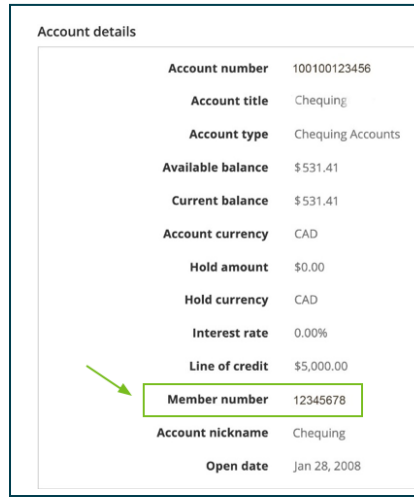 Account details
Account number 100100123456
Account title Chequing
Account type Chequing Accounts
Available balance $531.41
Current balance $531.41
Account currency CAD
Hold amount $0.00
Hold currency CAD
Interest rate 0.00%
Line of credit $5,000.00
Member number 12345678
Account nickname Chequing
Open date Jan 28, 2008